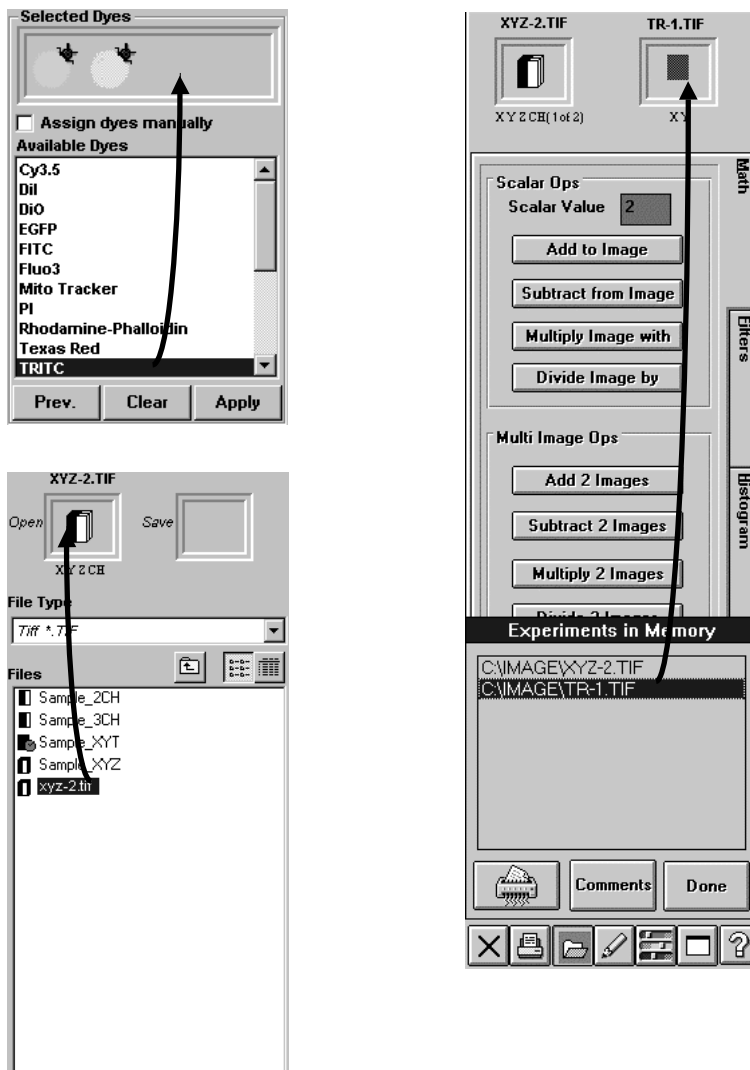 Selected Dyes
Assign dyes manually
Available Dyes
Cy3.5
DiI
DiO
EGFP
FITC
Fluo3
Mito Tracker
PI
Rhodamine-Phalloidin
Texas Red
TRITC
Prev. Clear Apply
XYZ-2.TIF
Open Save
XYZCH
File Type
Tiff *.TIF
Files
Sample_2CH
Sample_3CH
Sample_XYT
Sample_XYZ
xyz-2.tif
XYZ-2.TIF TR-1.TIF
XYZCH(1of2) XY
Math
Scalar Ops
Scalar Value 2
Add to Image
Subtract from Image
Multiply Image with
Divide Image by
Filters
Multi Image Ops
Add 2 Images
Subtract 2 Images
Multiply 2 Images
Divide 2 Images
Histogram
Experiments in Memory
C:\IMAGE\XYZ-2.TIF
C:\IMAGE\TR-1.TIF
Comments Done
?